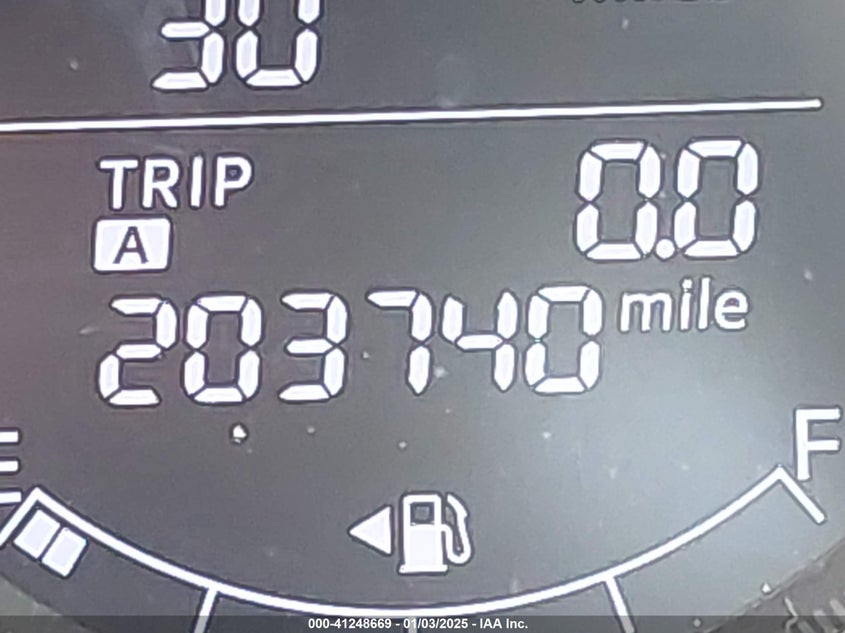 30
TRIP 0.0
A
203740 mile
E F
000-41248669 - 01/03/2025 - IAA Inc.